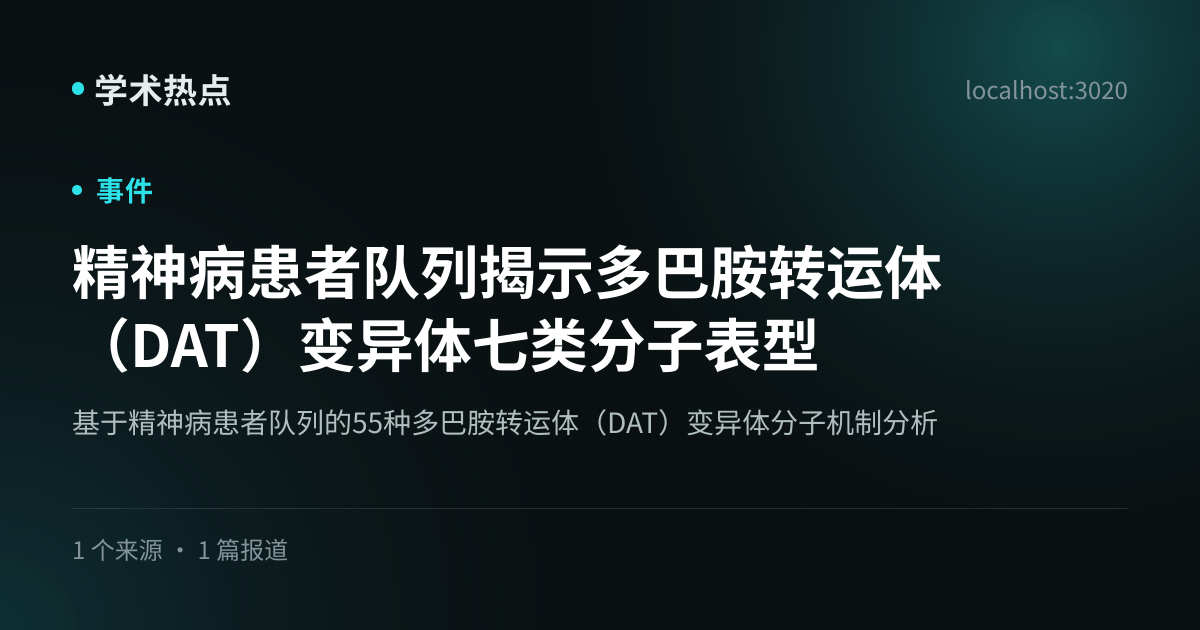 学术热点
localhost:3020
事件
精神病患者队列揭示多巴胺转运体
（DAT）变异体七类分子表型
基于精神病患者队列的55种多巴胺转运体（DAT）变异体分子机制分析
1 个来源 · 1 篇报道